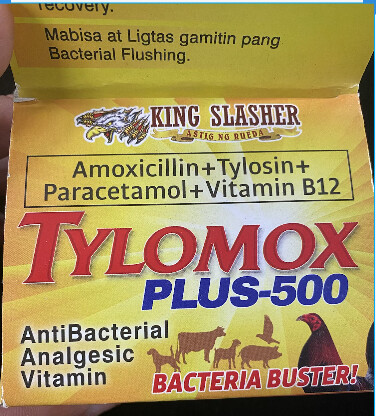 recovery.
Mabisa at Ligtas gamitin pang
Bacterial Flushing.
KING SLASHER
ASTIG NG RUEDA
Amoxicillin+Tylosin+
Paracetamol+Vitamin B12
TYLOMOX
PLUS-500
AntiBacterial
Analgesic
Vitamin
BACTERIA BUSTER!